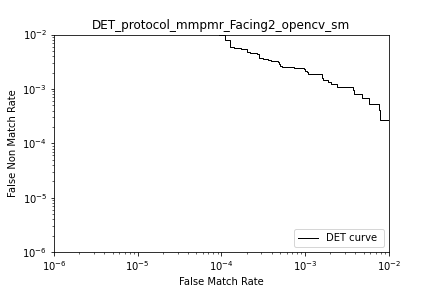 DET_protocol_mmpmr_Facing2_opencv_sm
False Non Match Rate
10⁻²
10⁻³
10⁻⁴
10⁻⁵
10⁻⁶
DET curve
10⁻⁶ 10⁻⁵ 10⁻⁴ 10⁻³ 10⁻²
False Match Rate